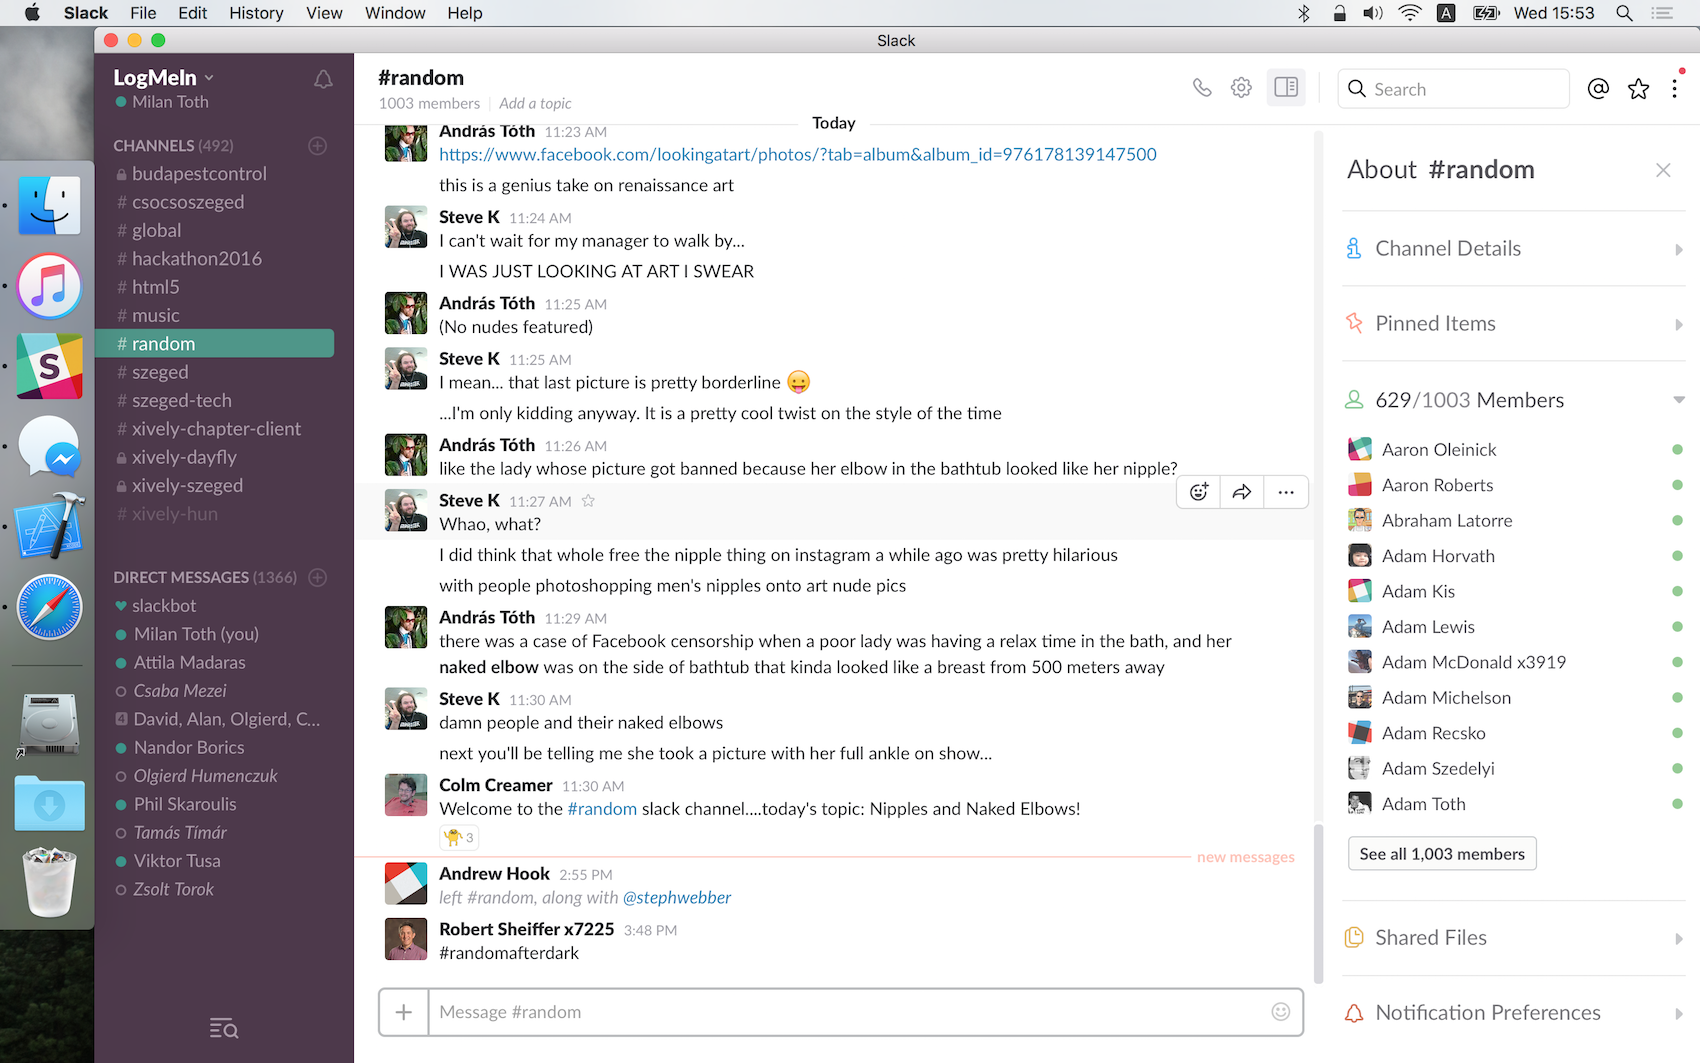 Slack File Edit History View Window Help
A Wed 15:53
Slack
LogMeIn
Milan Toth
CHANNELS (492)
budapestcontrol
# csocsoszeged
# global
# hackathon2016
# html5
# music
# random
# szeged
# szeged-tech
# xively-chapter-client
xively-dayfly
xively-szeged
# xively-hun
DIRECT MESSAGES (1366)
slackbot
Milan Toth (you)
Attila Madaras
Csaba Mezei
4 David, Alan, Olgierd, C...
Nandor Borics
Olgierd Humenczuk
Phil Skaroulis
Tamás Tímár
Viktor Tusa
Zsolt Torok
#random
1003 members | Add a topic
Search
Today
András Tóth 11:23 AM
https://www.facebook.com/lookingatart/photos/?tab=album&album_id=976178139147500
this is a genius take on renaissance art
Steve K 11:24 AM
I can't wait for my manager to walk by...
I WAS JUST LOOKING AT ART I SWEAR
András Tóth 11:25 AM
(No nudes featured)
Steve K 11:25 AM
I mean... that last picture is pretty borderline
...I'm only kidding anyway. It is a pretty cool twist on the style of the time
András Tóth 11:26 AM
like the lady whose picture got banned because her elbow in the bathtub looked like her nipple?
Steve K 11:27 AM
Whao, what?
I did think that whole free the nipple thing on instagram a while ago was pretty hilarious
with people photoshopping men's nipples onto art nude pics
András Tóth 11:29 AM
there was a case of Facebook censorship when a poor lady was having a relax time in the bath, and her
naked elbow was on the side of bathtub that kinda looked like a breast from 500 meters away
Steve K 11:30 AM
damn people and their naked elbows
next you'll be telling me she took a picture with her full ankle on show...
Colm Creamer 11:30 AM
Welcome to the #random slack channel....today's topic: Nipples and Naked Elbows!
3
new messages
Andrew Hook 2:55 PM
left #random, along with @stephwebber
Robert Sheiffer x7225 3:48 PM
#randomafterdark
Message #random
About #random
Channel Details
Pinned Items
629/1003 Members
Aaron Oleinick
Aaron Roberts
Abraham Latorre
Adam Horvath
Adam Kis
Adam Lewis
Adam McDonald x3919
Adam Michelson
Adam Recsko
Adam Szedelyi
Adam Toth
See all 1,003 members
Shared Files
Notification Preferences